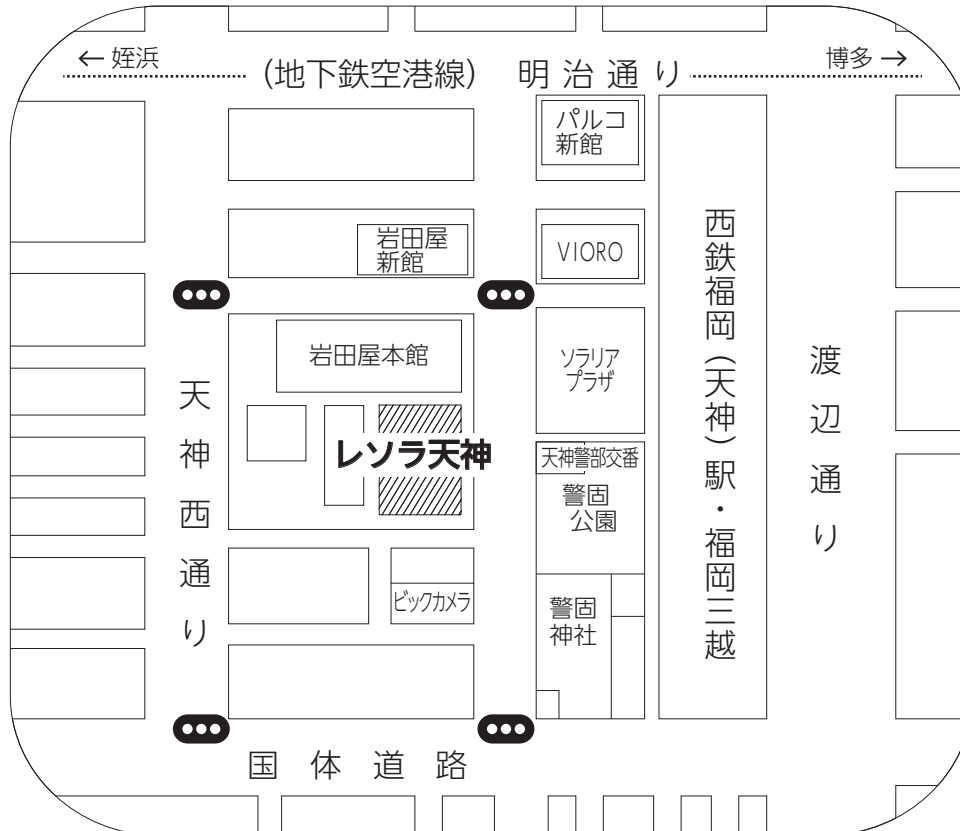 ← 姪浜
(地下鉄空港線) 明治通り
博多 →
パルコ
新館
岩田屋
新館
VIORO
岩田屋本館
ソラリア
プラザ
天神西通り
レソラ天神
天神警部交番
警固
公園
西鉄福岡(天神)駅・福岡三越
渡辺通り
ビックカメラ
警固
神社
国体道路